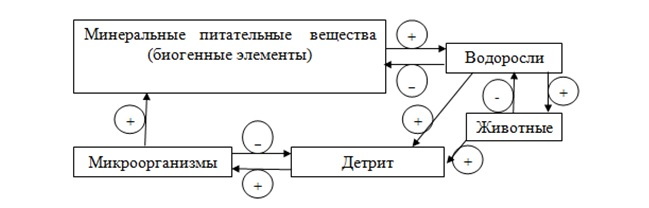 Минеральные питательные вещества
(биогенные элементы)
+
–
Водоросли
+
+
-
+
Животные
Микроорганизмы
–
+
Детрит
+